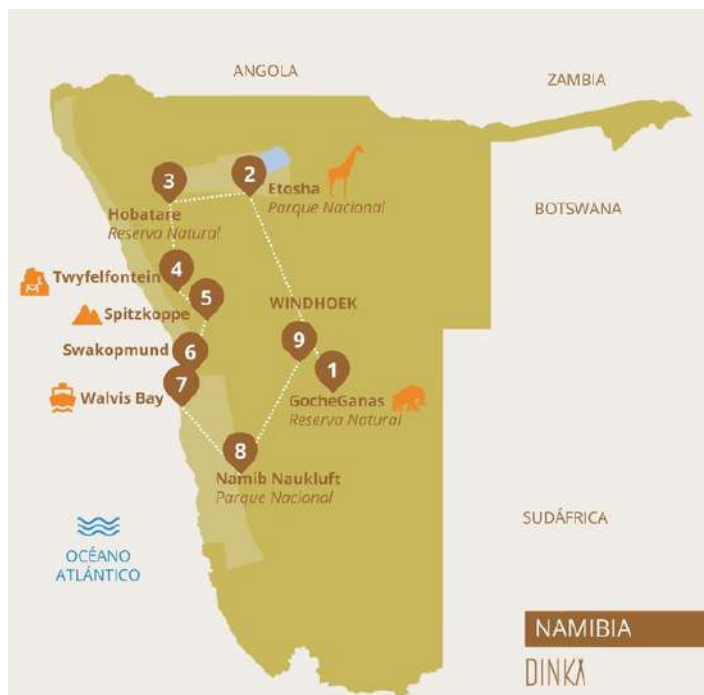 ANGOLA
ZAMBIA
3
2
Etosha
Parque Nacional
Hobatare
Reserva Natural
BOTSWANA
4
Twyfelfontein
5
Spitzkoppe
WINDHOEK
Swakopmund
6
9
7
Walvis Bay
1
GocheGanas
Reserva Natural
8
Namib Naukluft
Parque Nacional
SUDÁFRICA
OCÉANO
ATLÁNTICO
NAMIBIA
DINKA